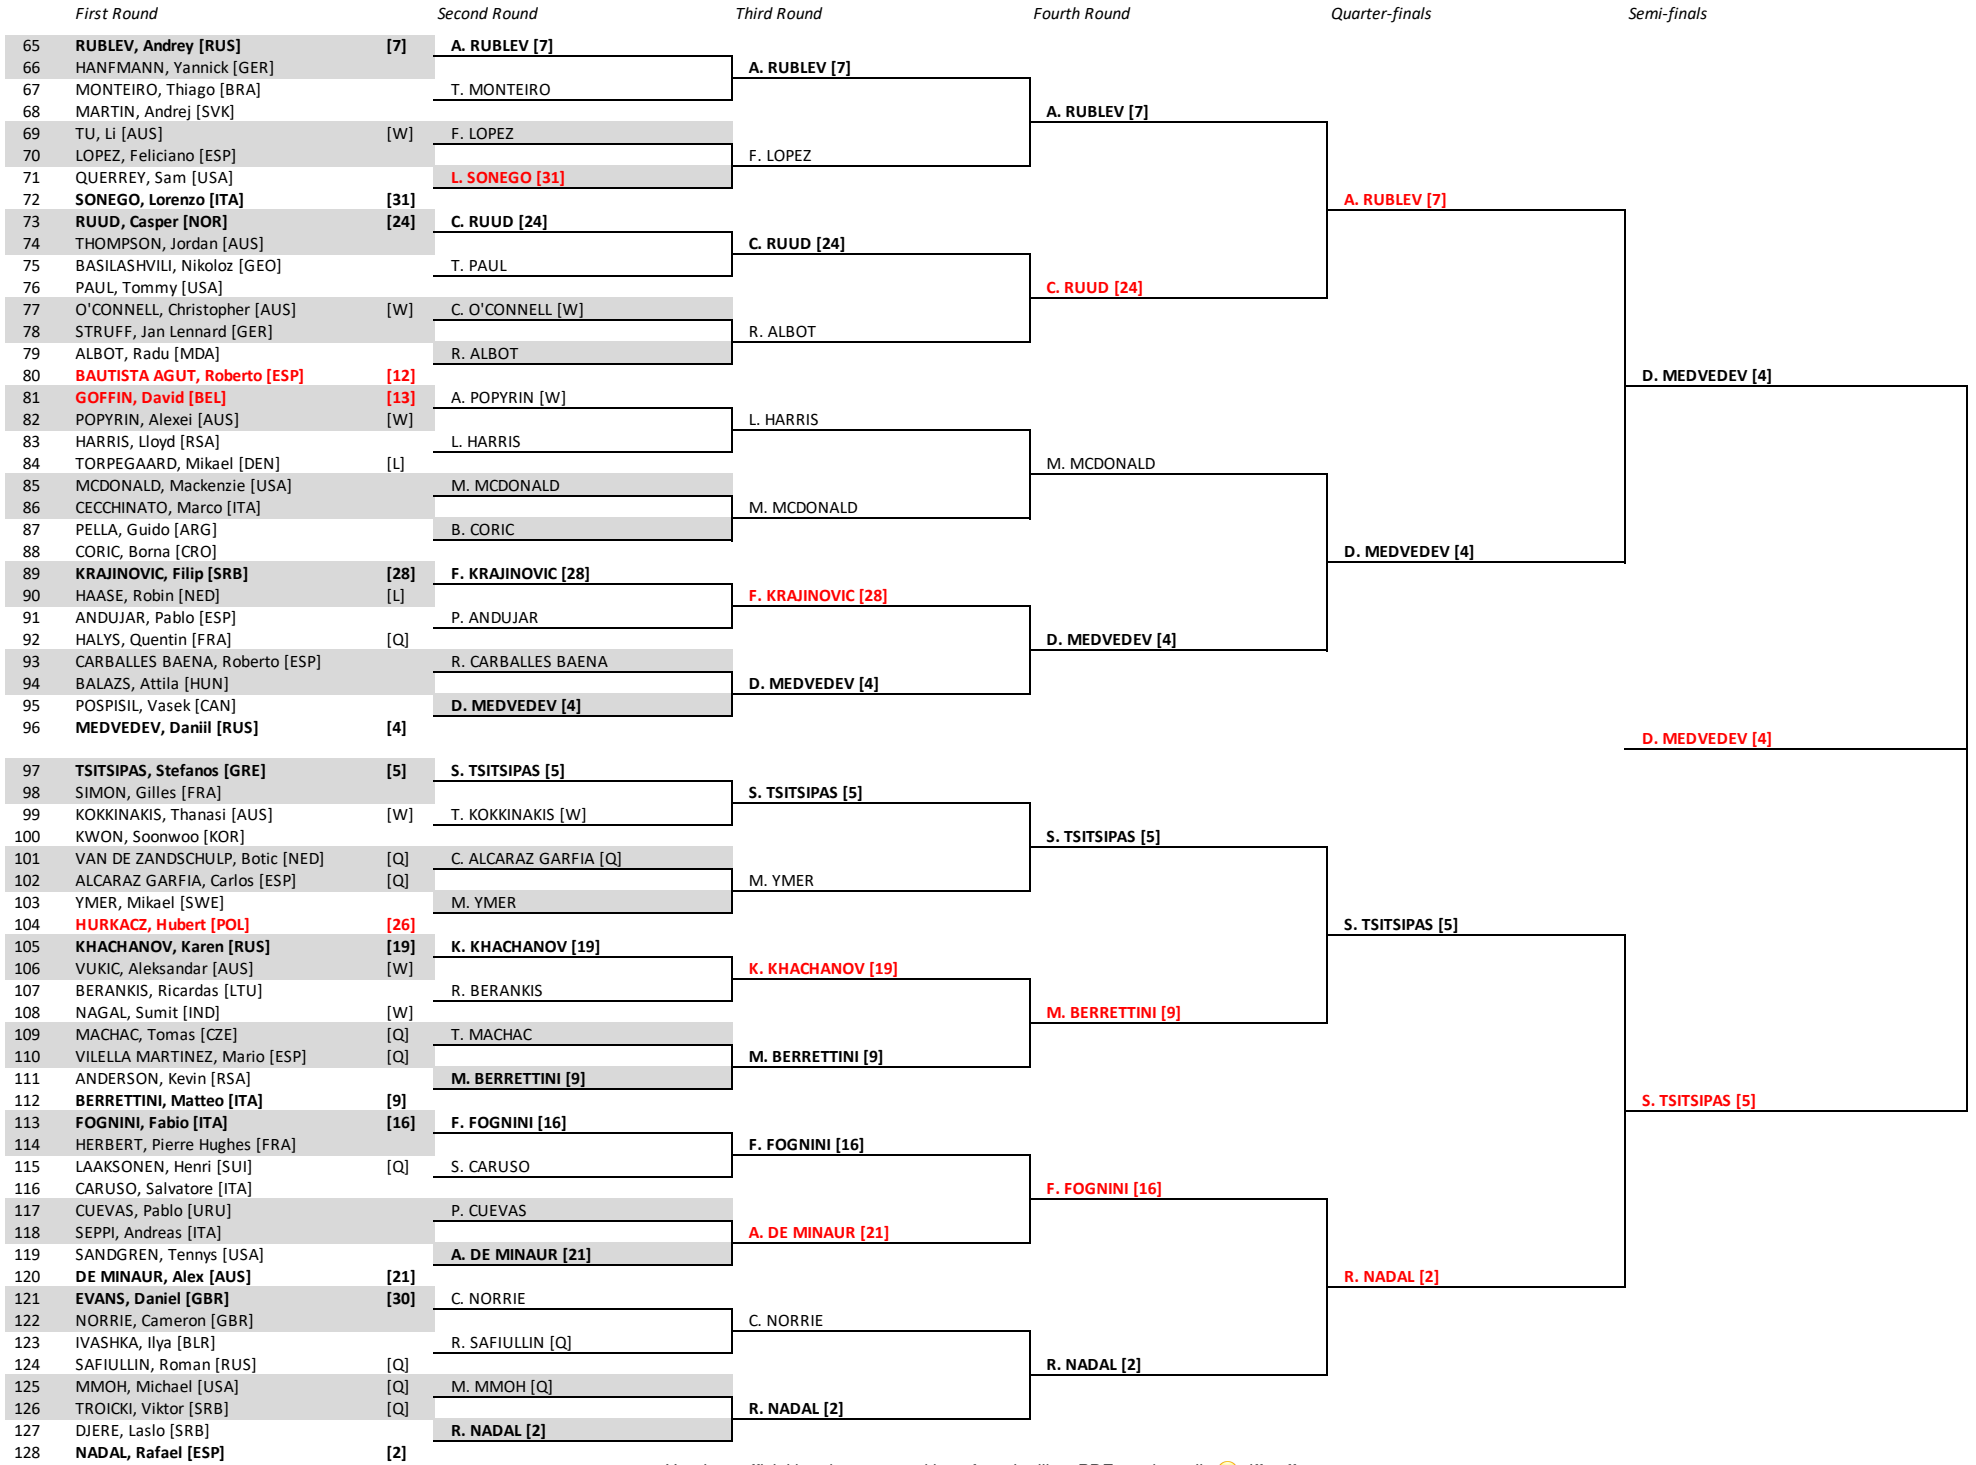 First Round Second Round Third Round Fourth Round Quarter-finals Semi-finals
65 RUBLEV, Andrey [RUS] [7] A. RUBLEV [7]
66 HANFMANN, Yannick [GER] A. RUBLEV [7]
67 MONTEIRO, Thiago [BRA] T. MONTEIRO
68 MARTIN, Andrej [SVK] A. RUBLEV [7]
69 TU, Li [AUS] [W] F. LOPEZ
70 LOPEZ, Feliciano [ESP] F. LOPEZ
71 QUERREY, Sam [USA] L. SONEGO [31]
72 SONEGO, Lorenzo [ITA] [31] A. RUBLEV [7]
73 RUUD, Casper [NOR] [24] C. RUUD [24]
74 THOMPSON, Jordan [AUS] C. RUUD [24]
75 BASILASHVILI, Nikoloz [GEO] T. PAUL
76 PAUL, Tommy [USA] C. RUUD [24]
77 O'CONNELL, Christopher [AUS] [W] C. O'CONNELL [W]
78 STRUFF, Jan Lennard [GER] R. ALBOT
79 ALBOT, Radu [MDA] R. ALBOT
80 BAUTISTA AGUT, Roberto [ESP] [12] D. MEDVEDEV [4]
81 GOFFIN, David [BEL] [13] A. POPYRIN [W]
82 POPYRIN, Alexei [AUS] [W] L. HARRIS
83 HARRIS, Lloyd [RSA] L. HARRIS
84 TORPEGAARD, Mikael [DEN] [L] M. MCDONALD
85 MCDONALD, Mackenzie [USA] M. MCDONALD
86 CECCHINATO, Marco [ITA] M. MCDONALD
87 PELLA, Guido [ARG] B. CORIC
88 CORIC, Borna [CRO] D. MEDVEDEV [4]
89 KRAJINOVIC, Filip [SRB] [28] F. KRAJINOVIC [28]
90 HAASE, Robin [NED] [L] F. KRAJINOVIC [28]
91 ANDUJAR, Pablo [ESP] P. ANDUJAR
92 HALYS, Quentin [FRA] [Q] D. MEDVEDEV [4]
93 CARBALLES BAENA, Roberto [ESP] R. CARBALLES BAENA
94 BALAZS, Attila [HUN] D. MEDVEDEV [4]
95 POSPISIL, Vasek [CAN] D. MEDVEDEV [4]
96 MEDVEDEV, Daniil [RUS] [4]
D. MEDVEDEV [4]
97 TSITSIPAS, Stefanos [GRE] [5] S. TSITSIPAS [5]
98 SIMON, Gilles [FRA] S. TSITSIPAS [5]
99 KOKKINAKIS, Thanasi [AUS] [W] T. KOKKINAKIS [W]
100 KWON, Soonwoo [KOR] S. TSITSIPAS [5]
101 VAN DE ZANDSCHULP, Botic [NED] [Q] C. ALCARAZ GARFIA [Q]
102 ALCARAZ GARFIA, Carlos [ESP] [Q] M. YMER
103 YMER, Mikael [SWE] M. YMER
104 HURKACZ, Hubert [POL] [26] S. TSITSIPAS [5]
105 KHACHANOV, Karen [RUS] [19] K. KHACHANOV [19]
106 VUKIC, Aleksandar [AUS] [W] K. KHACHANOV [19]
107 BERANKIS, Ricardas [LTU] R. BERANKIS
108 NAGAL, Sumit [IND] [W] M. BERRETTINI [9]
109 MACHAC, Tomas [CZE] [Q] T. MACHAC
110 VILELLA MARTINEZ, Mario [ESP] [Q] M. BERRETTINI [9]
111 ANDERSON, Kevin [RSA] M. BERRETTINI [9]
112 BERRETTINI, Matteo [ITA] [9] S. TSITSIPAS [5]
113 FOGNINI, Fabio [ITA] [16] F. FOGNINI [16]
114 HERBERT, Pierre Hughes [FRA] F. FOGNINI [16]
115 LAAKSONEN, Henri [SUI] [Q] S. CARUSO
116 CARUSO, Salvatore [ITA] F. FOGNINI [16]
117 CUEVAS, Pablo [URU] P. CUEVAS
118 SEPPI, Andreas [ITA] A. DE MINAUR [21]
119 SANDGREN, Tennys [USA] A. DE MINAUR [21]
120 DE MINAUR, Alex [AUS] [21] R. NADAL [2]
121 EVANS, Daniel [GBR] [30] C. NORRIE
122 NORRIE, Cameron [GBR] C. NORRIE
123 IVASHKA, Ilya [BLR] R. SAFIULLIN [Q]
124 SAFIULLIN, Roman [RUS] [Q] R. NADAL [2]
125 MMOH, Michael [USA] [Q] M. MMOH [Q]
126 TROICKI, Viktor [SRB] [Q] R. NADAL [2]
127 DJERE, Laslo [SRB] R. NADAL [2]
128 NADAL, Rafael [ESP] [2]